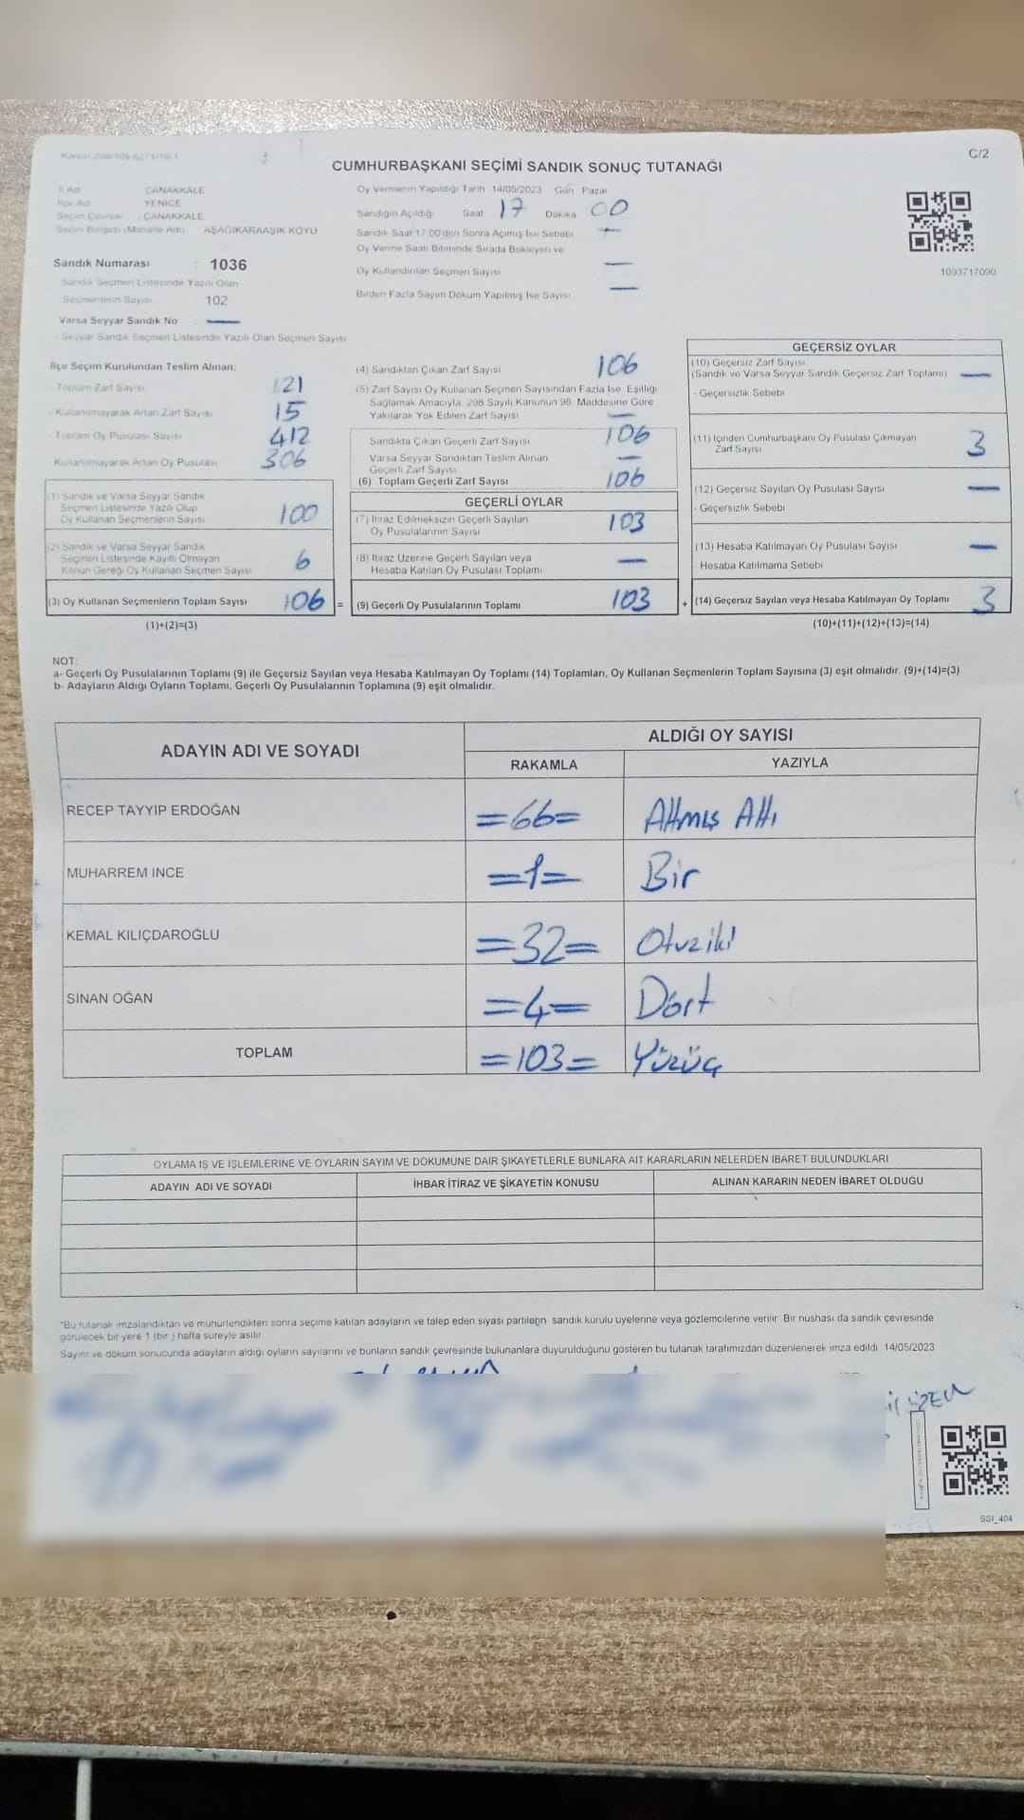 C/2
CUMHURBAŞKANI SEÇİMİ SANDIK SONUÇ TUTANAĞI
İl Adı ÇANAKKALE
İlçe Adı YENİCE
Seçim Çevresi ÇANAKKALE
Seçim Bölgesi (Mahalle Adı) AŞAĞIKARAAŞIK KÖYÜ
Sandık Numarası : 1036
Sandık Seçmen Listesinde Yazılı Olan
Seçmenlerin Sayısı 102
Varsa Seyyar Sandık No —
- Seyyar Sandık Seçmen Listesinde Yazılı Olan Seçmen Sayısı
Oy Vermenin Yapıldığı Tarih 14/05/2023 Gün Pazar
Sandığın Açıldığı Saat 17 Dakika 00
Sandık Saat 17:00'den Sonra Açılmış İse Sebebi —
Oy Verme Saati Bitiminde Sırada Bekleyen ve
Oy Kullandırılan Seçmen Sayısı —
Birden Fazla Sayım Döküm Yapılmış İse Sayısı —
1093717090
İlçe Seçim Kurulundan Teslim Alınan;
- Toplam Zarf Sayısı 121
- Kullanılmayarak Artan Zarf Sayısı 15
- Toplam Oy Pusulası Sayısı 412
Kullanılmayarak Artan Oy Pusulası 306
(1) Sandık ve Varsa Seyyar Sandık
Seçmen Listesinde Yazılı Olup
Oy Kullanan Seçmenlerin Sayısı 100
(2) Sandık ve Varsa Seyyar Sandık
Seçmen Listesinde Kayıtlı Olmayan
Kanun Gereği Oy Kullanan Seçmen Sayısı 6
(3) Oy Kullanan Seçmenlerin Toplam Sayısı 106 =
(1)+(2)=(3)
(4) Sandıktan Çıkan Zarf Sayısı 106
(5) Zarf Sayısı Oy Kullanan Seçmen Sayısından Fazla İse, Eşitliği
Sağlamak Amacıyla, 298 Sayılı Kanunun 98. Maddesine Göre
Yakılarak Yok Edilen Zarf Sayısı —
Sandıkta Çıkan Geçerli Zarf Sayısı 106
Varsa Seyyar Sandıktan Teslim Alınan
Geçerli Zarf Sayısı —
(6) Toplam Geçerli Zarf Sayısı 106
GEÇERLİ OYLAR
(7) İtiraz Edilmeksizin Geçerli Sayılan
Oy Pusulalarının Sayısı 103
(8) İtiraz Üzerine Geçerli Sayılan veya
Hesaba Katılan Oy Pusulası Toplamı —
(9) Geçerli Oy Pusulalarının Toplamı 103 +
GEÇERSİZ OYLAR
(10) Geçersiz Zarf Sayısı
(Sandık ve Varsa Seyyar Sandık Geçersiz Zarf Toplamı) —
- Geçersizlik Sebebi
(11) İçinden Cumhurbaşkanı Oy Pusulası Çıkmayan
Zarf Sayısı 3
(12) Geçersiz Sayılan Oy Pusulası Sayısı —
- Geçersizlik Sebebi
(13) Hesaba Katılmayan Oy Pusulası Sayısı —
Hesaba Katılmama Sebebi
(14) Geçersiz Sayılan veya Hesaba Katılmayan Oy Toplamı 3
(10)+(11)+(12)+(13)=(14)
NOT:
a- Geçerli Oy Pusulalarının Toplamı (9) ile Geçersiz Sayılan veya Hesaba Katılmayan Oy Toplamı (14) Toplamları, Oy Kullanan Seçmenlerin Toplam Sayısına (3) eşit olmalıdır. (9)+(14)=(3)
b- Adayların Aldığı Oyların Toplamı, Geçerli Oy Pusulalarının Toplamına (9) eşit olmalıdır.
ADAYIN ADI VE SOYADI ALDIĞI OY SAYISI
RAKAMLA YAZIYLA
RECEP TAYYİP ERDOĞAN =66= Altmış Altı
MUHARREM İNCE =1= Bir
KEMAL KILIÇDAROĞLU =32= Otuziki
SİNAN OĞAN =4= Dört
TOPLAM =103= Yüzüç
OYLAMA İŞ VE İŞLEMLERİNE VE OYLARIN SAYIM VE DÖKÜMÜNE DAİR ŞİKAYETLERLE BUNLARA AİT KARARLARIN NELERDEN İBARET BULUNDUKLARI
ADAYIN ADI VE SOYADI İHBAR İTİRAZ VE ŞİKAYETİN KONUSU ALINAN KARARIN NEDEN İBARET OLDUĞU
*Bu tutanak imzalandıktan ve mühürlendikten sonra seçime katılan adayların ve talep eden siyasi partilerin sandık kurulu üyelerine veya gözlemcilerine verilir. Bir nüshası da sandık çevresinde
görülecek bir yere 1 (bir) hafta süreyle asılır.
Sayım ve döküm sonucunda adayların aldığı oyların sayılarını ve bunların sandık çevresinde bulunanlara duyurulduğunu gösteren bu tutanak tarafımızdan düzenlenerek imza edildi. 14/05/2023
SSI_404